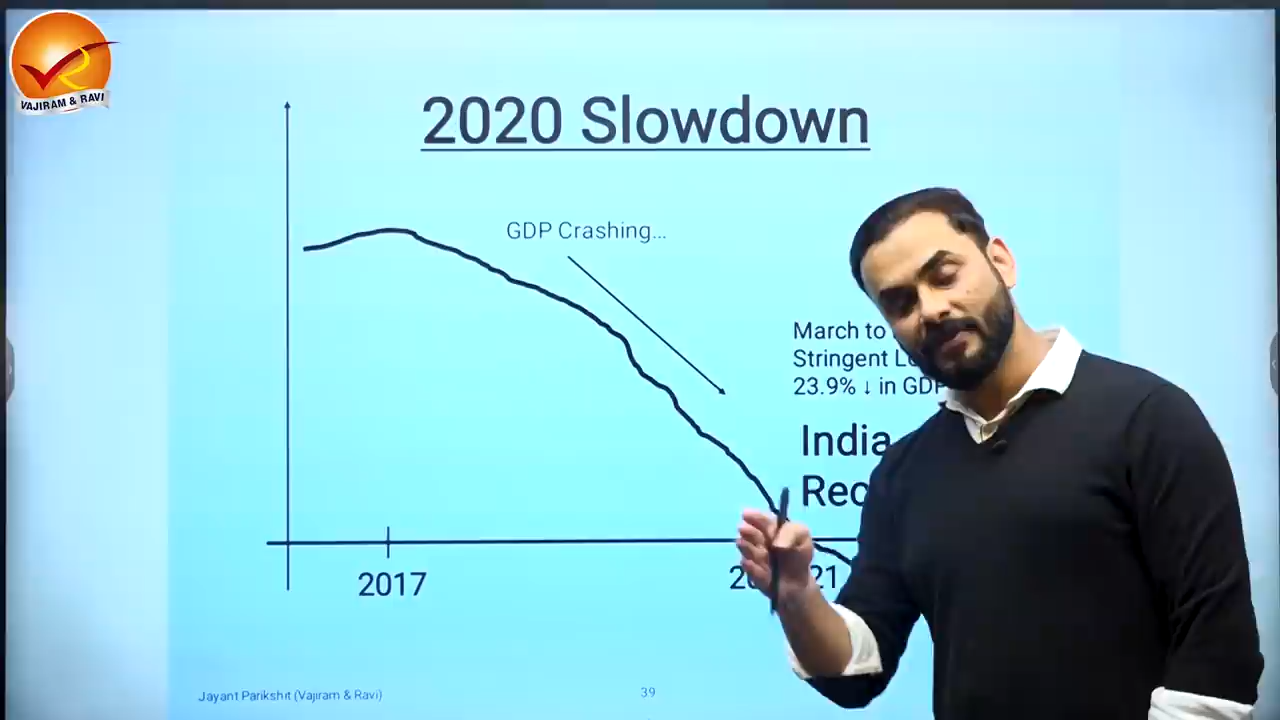 VAJIRAM & RAVI
2020 Slowdown
GDP Crashing...
March to
Stringent
23.9% ↓ in GDP
India
2017
Jayant Parikshit (Vajiram & Ravi)
39